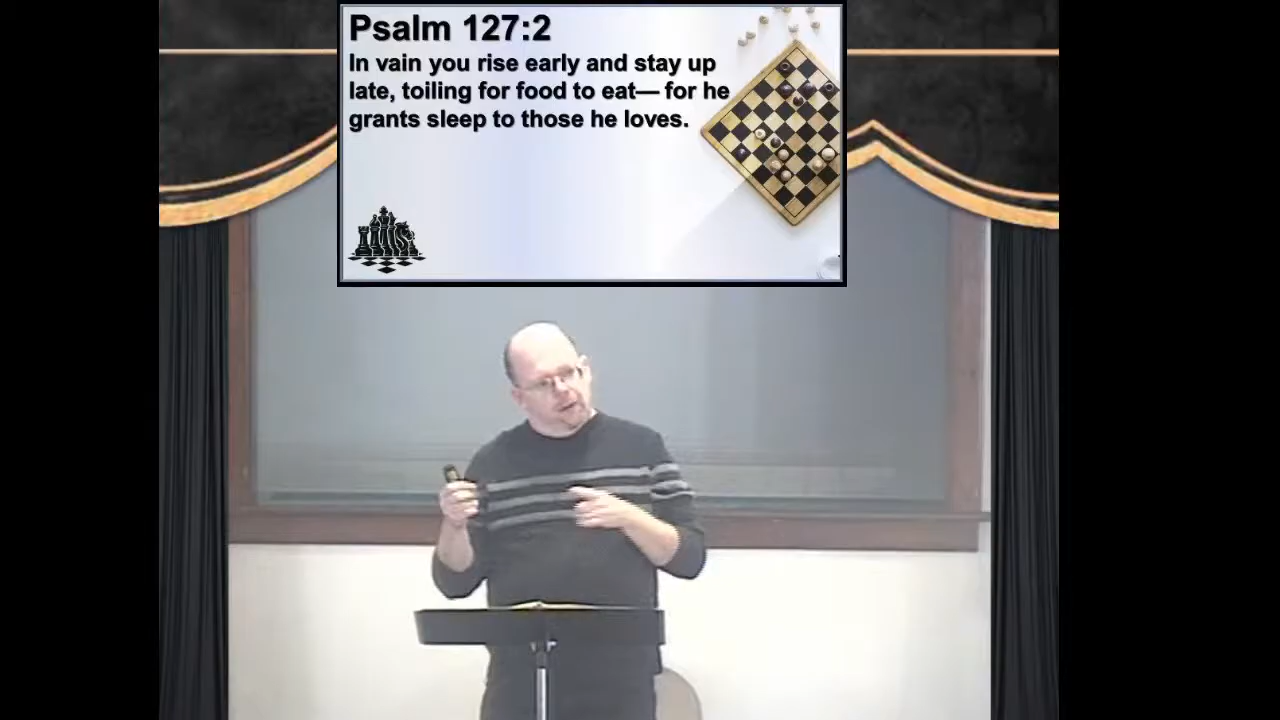 Psalm 127:2
In vain you rise early and stay up
late, toiling for food to eat— for he
grants sleep to those he loves.